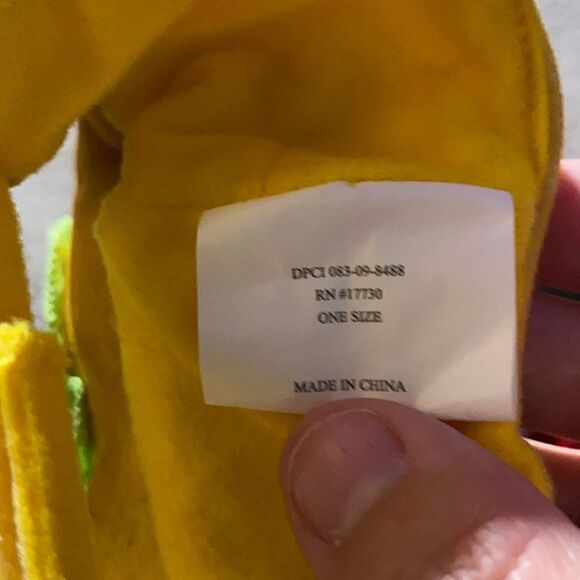 DPCI 083-09-8488
RN #17730
ONE SIZE
MADE IN CHINA